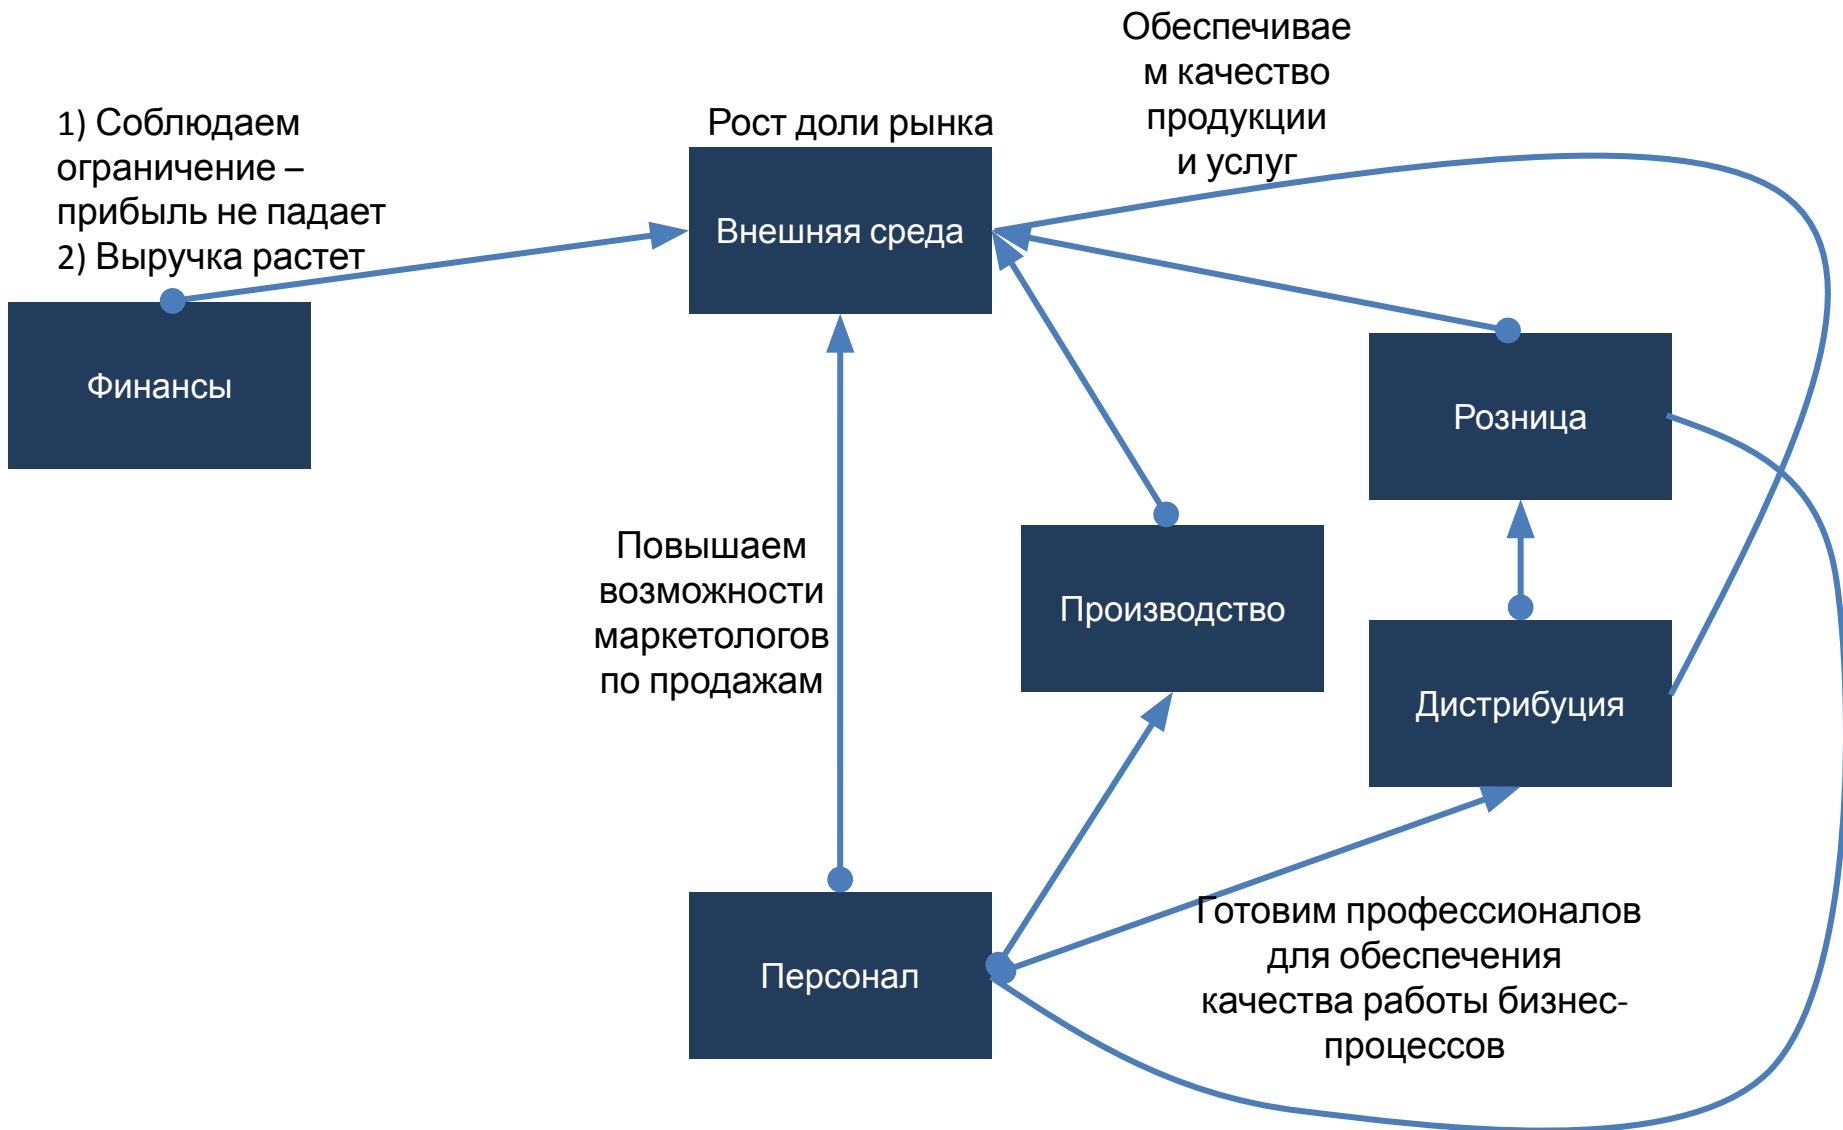 Обеспечивае
м качество
продукции
и услуг
1) Соблюдаем
ограничение –
прибыль не падает
2) Выручка растет
Рост доли рынка
Внешняя среда
Финансы
Розница
Повышаем
возможности
маркетологов
по продажам
Производство
Дистрибуция
Персонал
Готовим профессионалов
для обеспечения
качества работы бизнес-
процессов